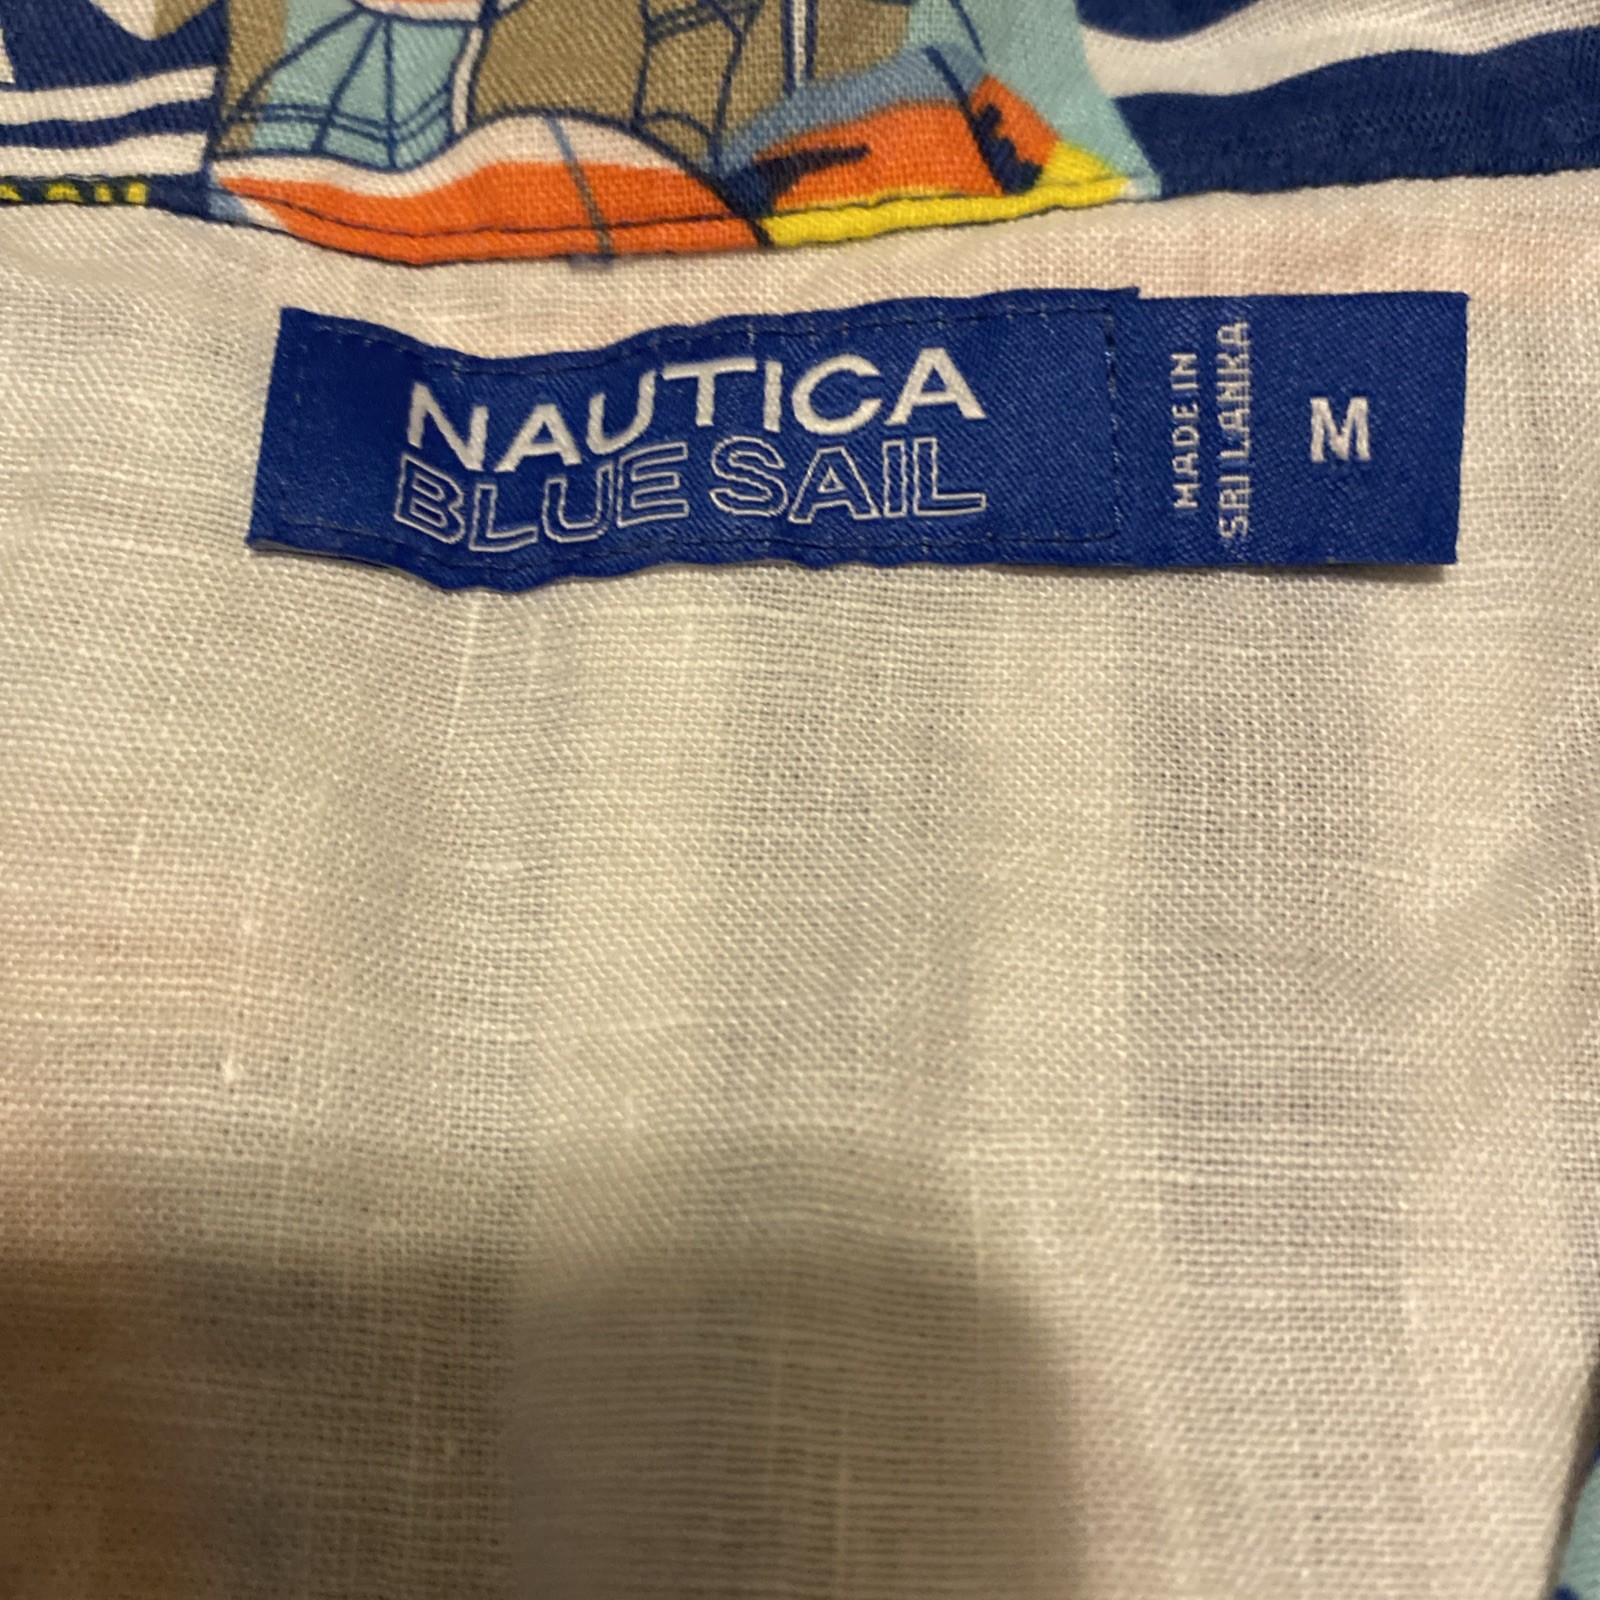 NAUTICA
BLUE SAIL
MADE IN
SRI LANKA
M